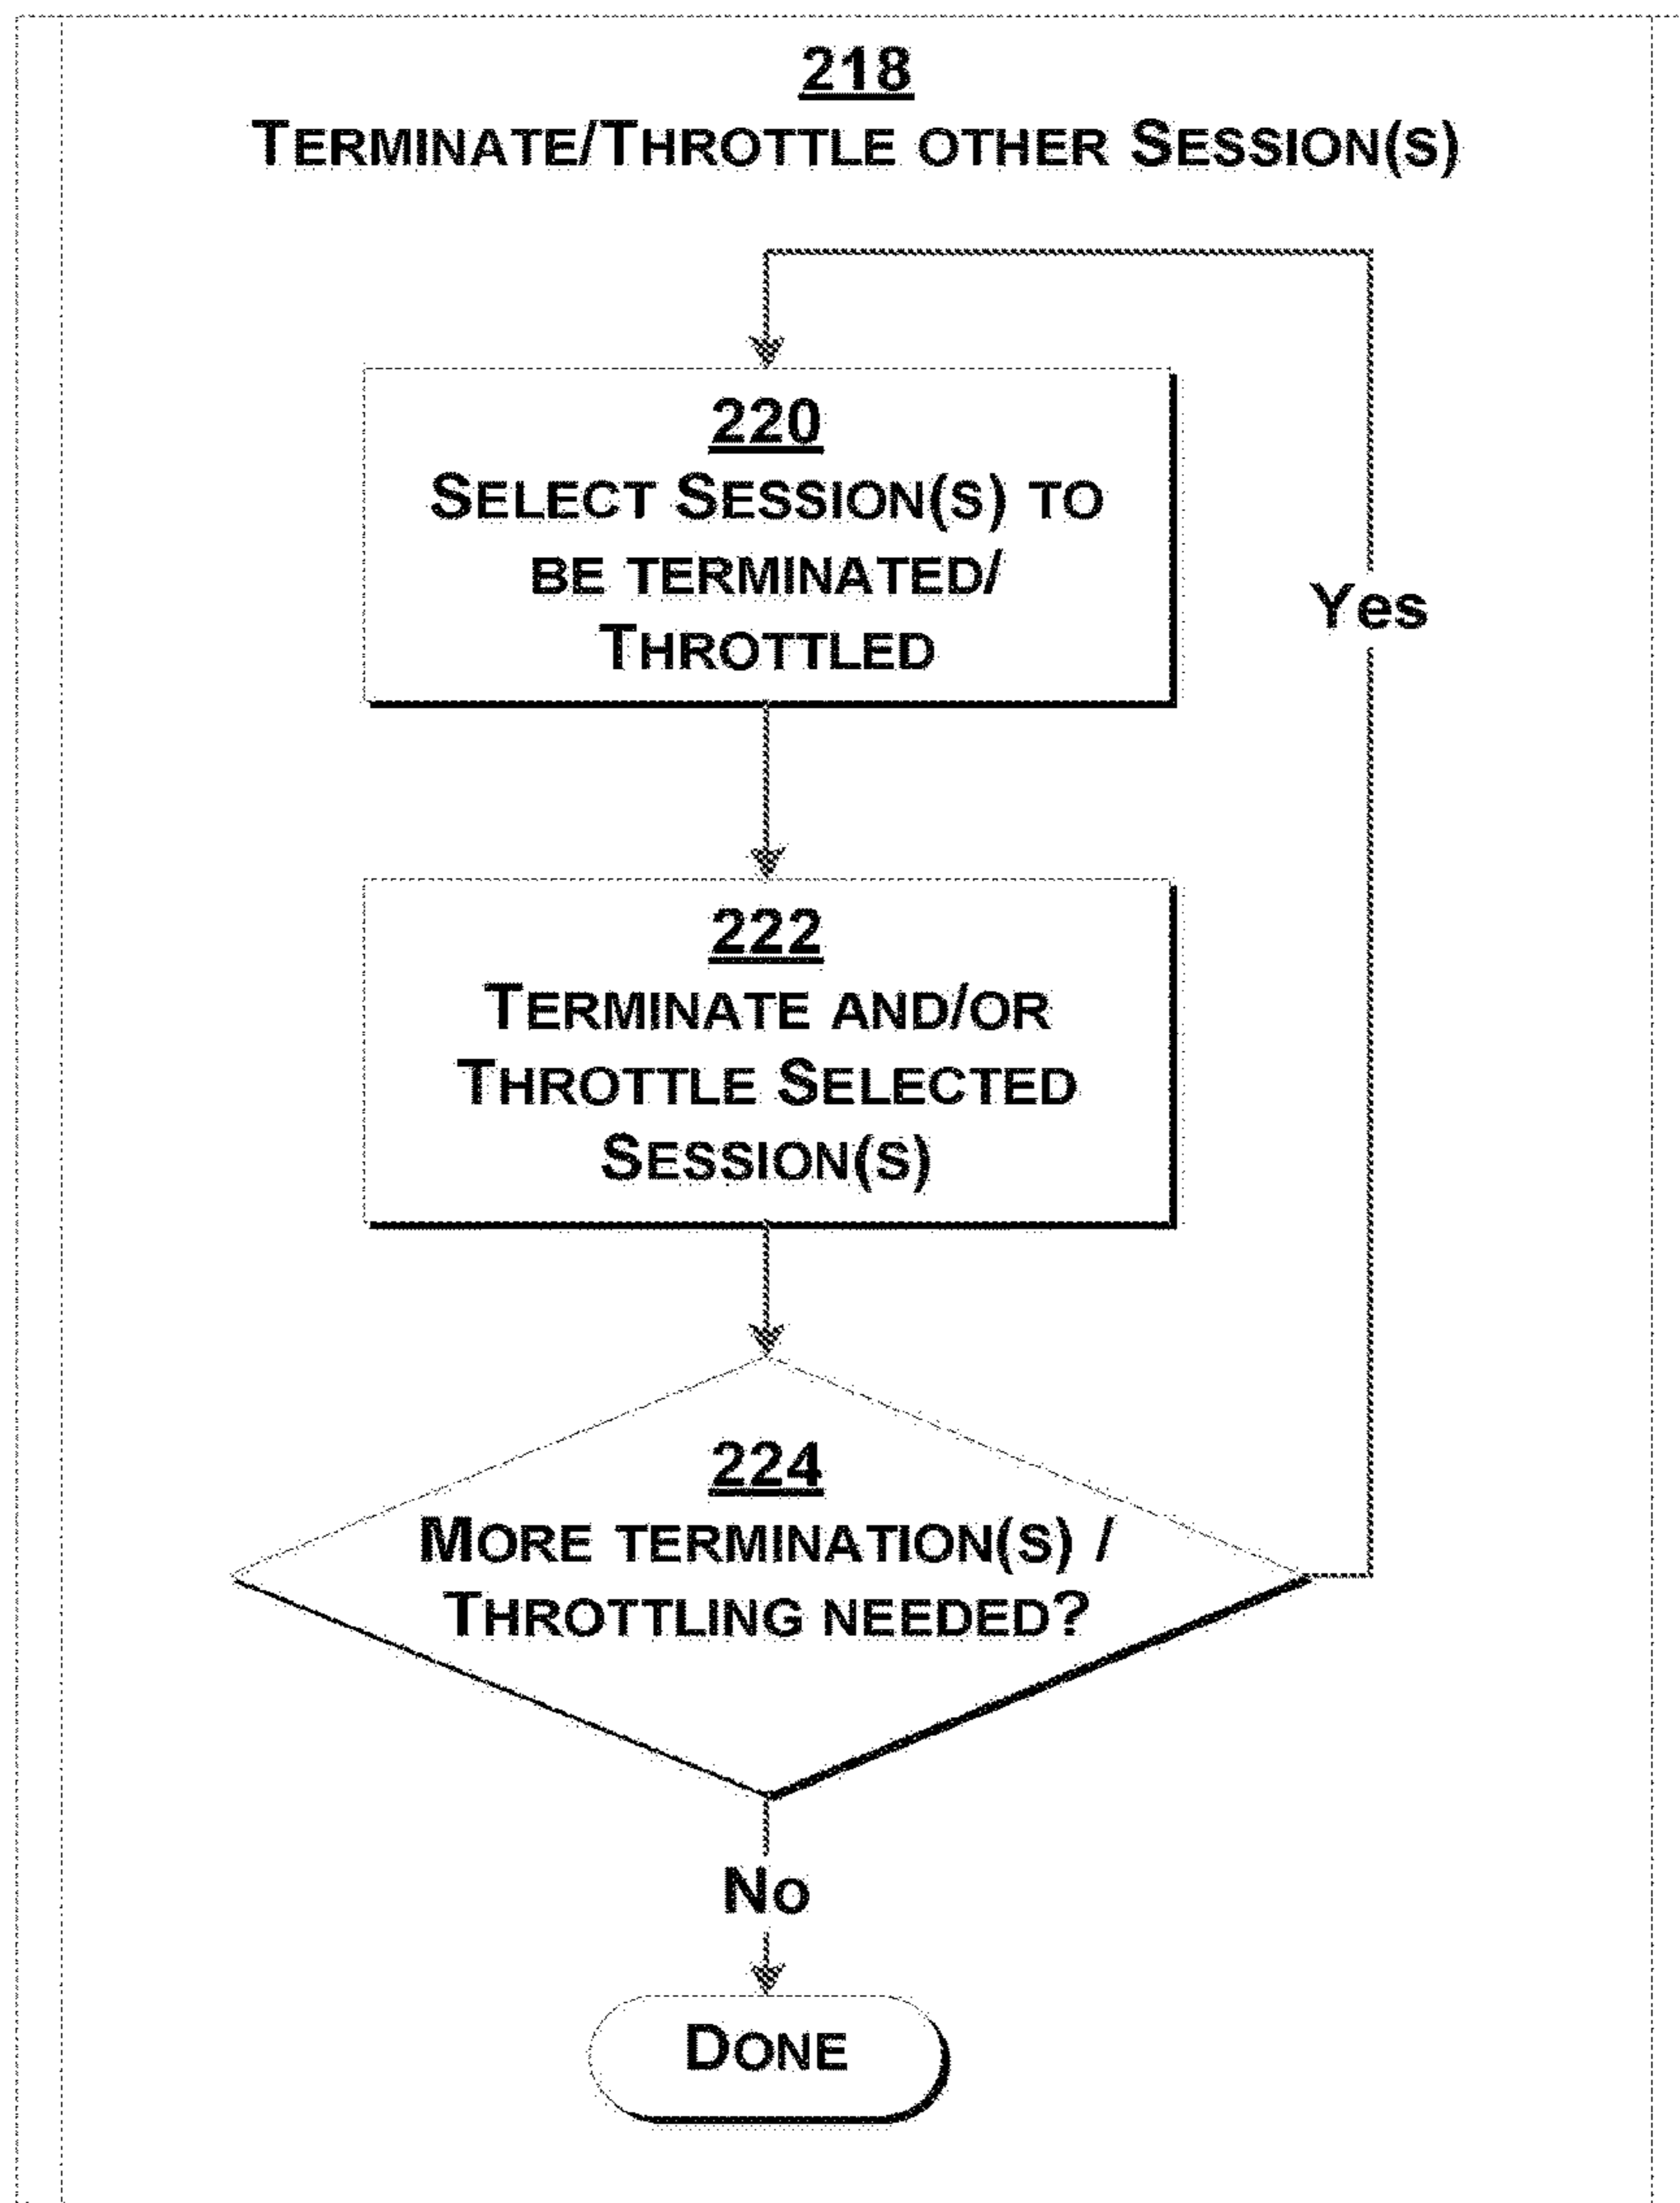 218
TERMINATE/THROTTLE OTHER SESSION(S)
220
SELECT SESSION(S) TO
BE TERMINATED/
THROTTLED
Yes
222
TERMINATE AND/OR
THROTTLE SELECTED
SESSION(S)
224
MORE TERMINATION(S) /
THROTTLING NEEDED?
No
DONE